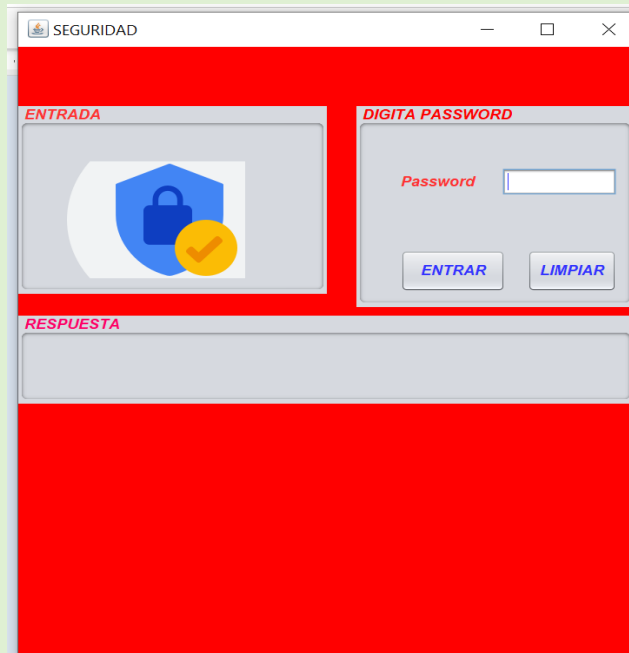 SEGURIDAD
ENTRADA
DIGITA PASSWORD
Password
ENTRAR LIMPIAR
RESPUESTA